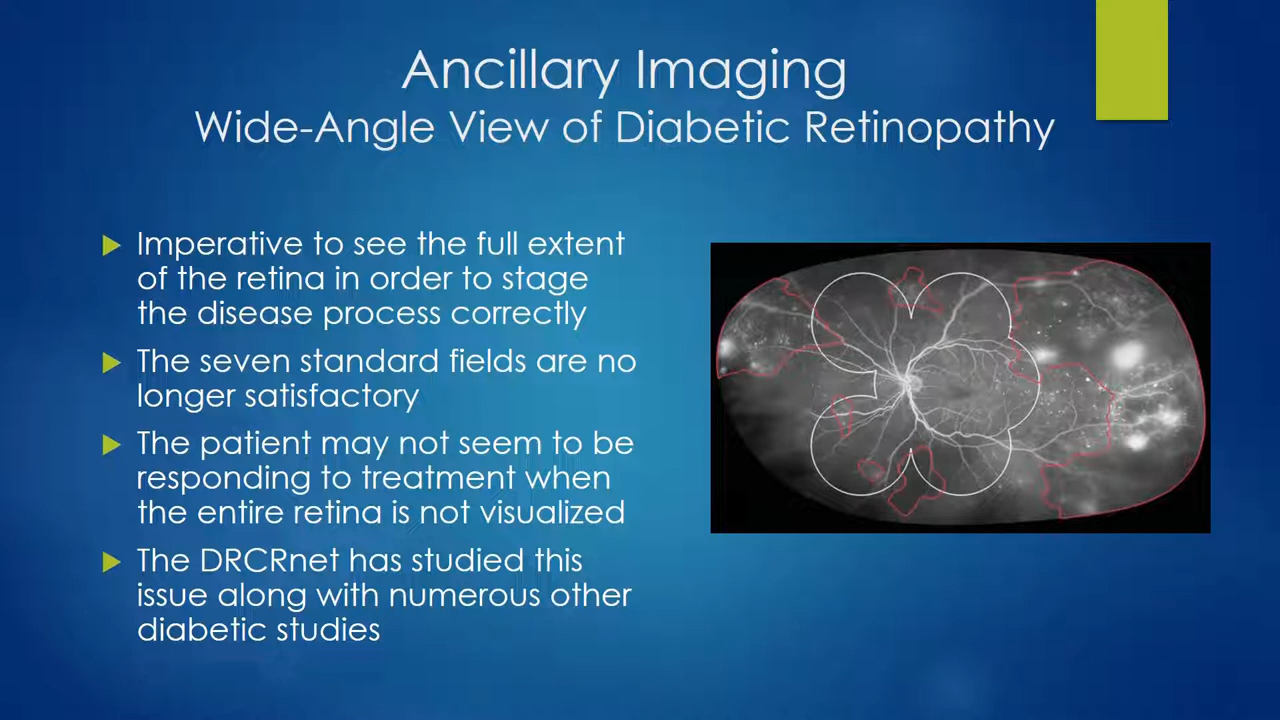 Ancillary Imaging
Wide-Angle View of Diabetic Retinopathy
Imperative to see the full extent
of the retina in order to stage
the disease process correctly
The seven standard fields are no
longer satisfactory
The patient may not seem to be
responding to treatment when
the entire retina is not visualized
The DRCRnet has studied this
issue along with numerous other
diabetic studies